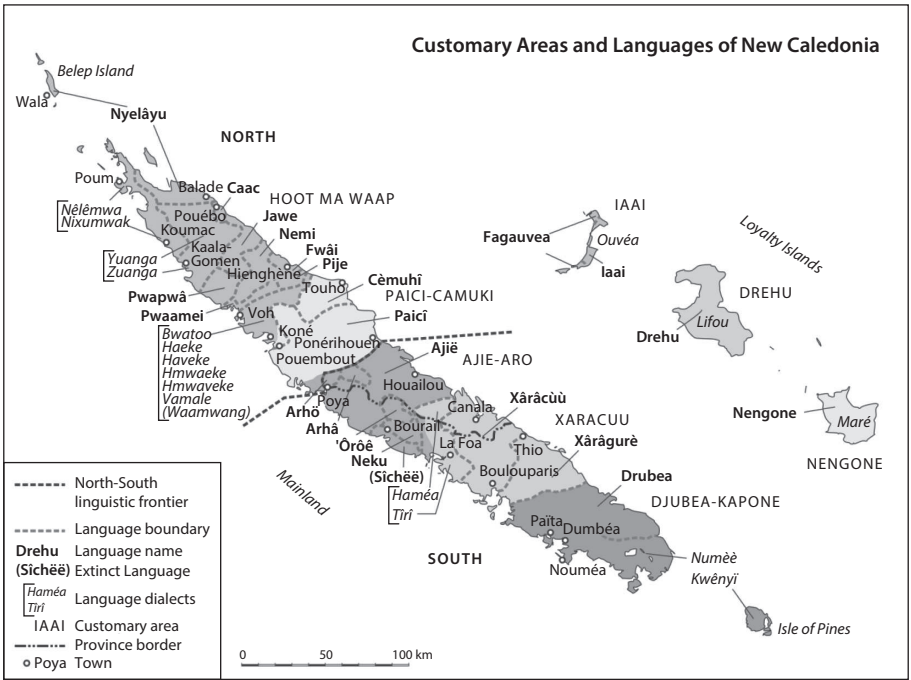 Customary Areas and Languages of New Caledonia
Belep Island
Wala
Nyelâyu
NORTH
Poum
Balade
Caac
HOOT MA WAAP
Nêlêmwa
Nixumwak
Pouébo
Koumac
Jawe
Nemi
Kaala-
Gomen
Fwâi
Yuanga
Zuanga
Hienghène
Pije
Touho
Cèmuhî
PAICI-CAMUKI
Pwapwâ
Pwaamei
Voh
Paicî
Bwatoo
Haeke
Haveke
Hmwaeke
Hmwaveke
Vamale
(Waamwang)
Koné
Ponérihouen
Pouembout
Ajië
AJIE-ARO
Houaïlou
Poya
Arhö
Arhâ
'Ôrôê
Neku
(Sîchëë)
Bourail
Canala
Xârâcùù
XARACUU
Xârâgurè
La Foa
Thio
Boulouparis
Haméa
Tîrî
Drubea
DJUBEA-KAPONE
Païta
Dumbéa
Nouméa
Numèè
Kwênyï
Isle of Pines
IAAI
Fagauvea
Ouvéa
Iaai
Loyalty Islands
DREHU
Drehu
Lifou
Nengone
Maré
NENGONE
Mainland
SOUTH
North-South
linguistic frontier
Language boundary
Drehu Language name
(Sîchëë) Extinct Language
Haméa
Tîrî
Language dialects
IAAI Customary area
Province border
Poya Town
0 50 100 km